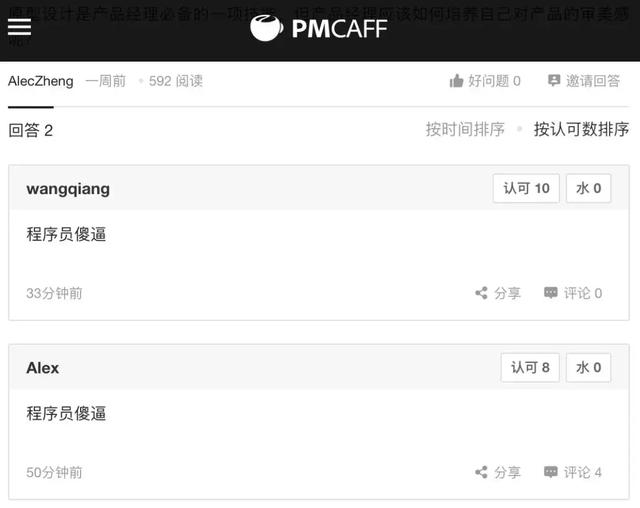 原型设计是产品经理必备的一项技能，但产品经理应该如何培养自己对产品的审美感
呢?
PMCAFF
AlecZheng 一周前 592 阅读 好问题 0 邀请回答
回答 2 按时间排序 按认可数排序
wangqiang 认可 10 水 0
程序员傻逼
33分钟前 分享 评论 0
Alex 认可 8 水 0
程序员傻逼
50分钟前 分享 评论 4